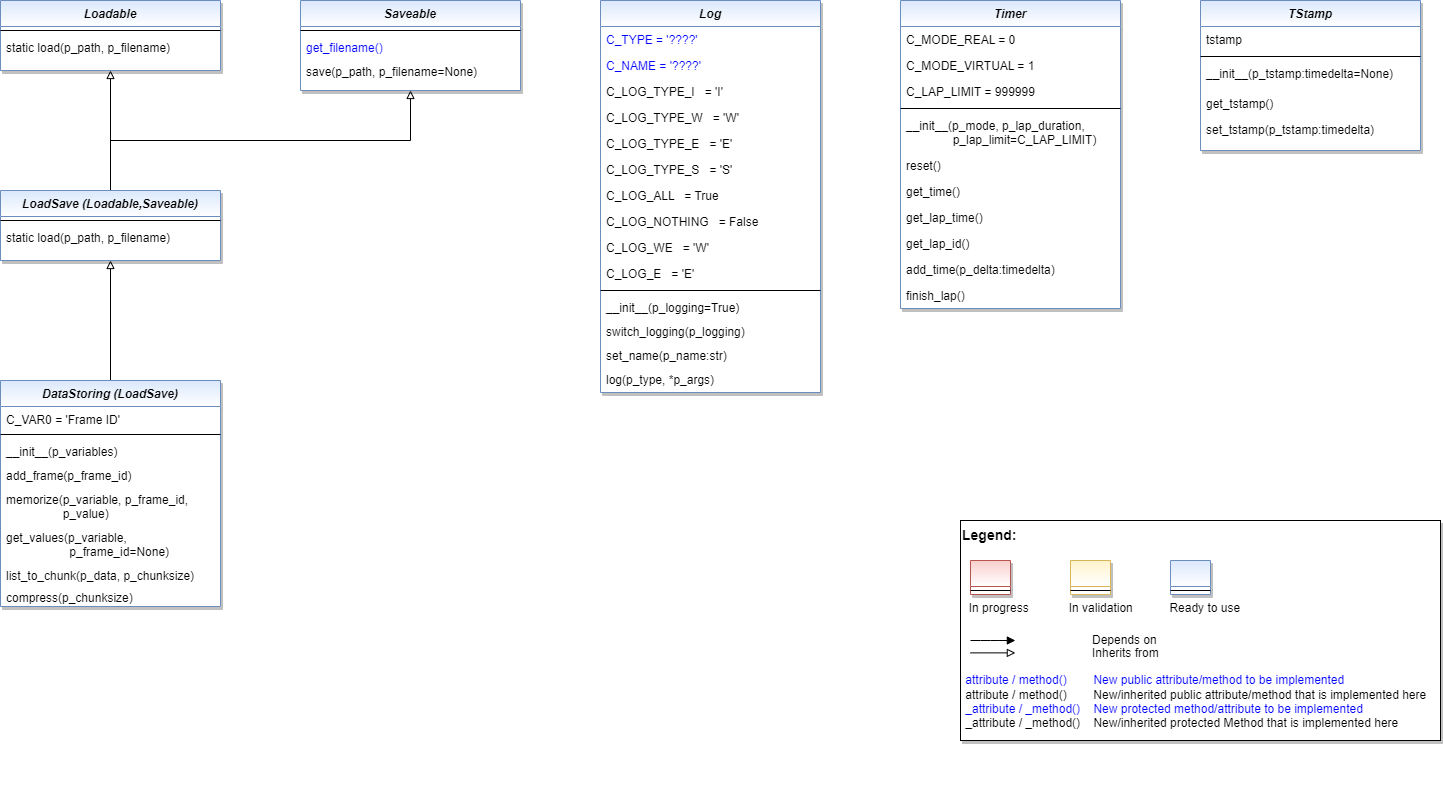 Loadable
static load(p_path, p_filename)
Saveable
get_filename()
save(p_path, p_filename=None)
LoadSave (Loadable,Saveable)
static load(p_path, p_filename)
DataStoring (LoadSave)
C_VAR0 = 'Frame ID'
__init__(p_variables)
add_frame(p_frame_id)
memorize(p_variable, p_frame_id,
p_value)
get_values(p_variable,
p_frame_id=None)
list_to_chunk(p_data, p_chunksize)
compress(p_chunksize)
Log
C_TYPE = '????'
C_NAME = '????'
C_LOG_TYPE_I = 'I'
C_LOG_TYPE_W = 'W'
C_LOG_TYPE_E = 'E'
C_LOG_TYPE_S = 'S'
C_LOG_ALL = True
C_LOG_NOTHING = False
C_LOG_WE = 'W'
C_LOG_E = 'E'
__init__(p_logging=True)
switch_logging(p_logging)
set_name(p_name:str)
log(p_type, *p_args)
Timer
C_MODE_REAL = 0
C_MODE_VIRTUAL = 1
C_LAP_LIMIT = 999999
__init__(p_mode, p_lap_duration,
p_lap_limit=C_LAP_LIMIT)
reset()
get_time()
get_lap_time()
get_lap_id()
add_time(p_delta:timedelta)
finish_lap()
TStamp
tstamp
__init__(p_tstamp:timedelta=None)
get_tstamp()
set_tstamp(p_tstamp:timedelta)
Legend:
In progress
In validation
Ready to use
Depends on
Inherits from
attribute / method() New public attribute/method to be implemented
attribute / method() New/inherited public attribute/method that is implemented here
_attribute / _method() New protected method/attribute to be implemented
_attribute / _method() New/inherited protected Method that is implemented here